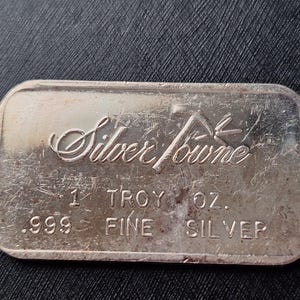 SilverTowne
1 TROY OZ.
.999 FINE SILVER